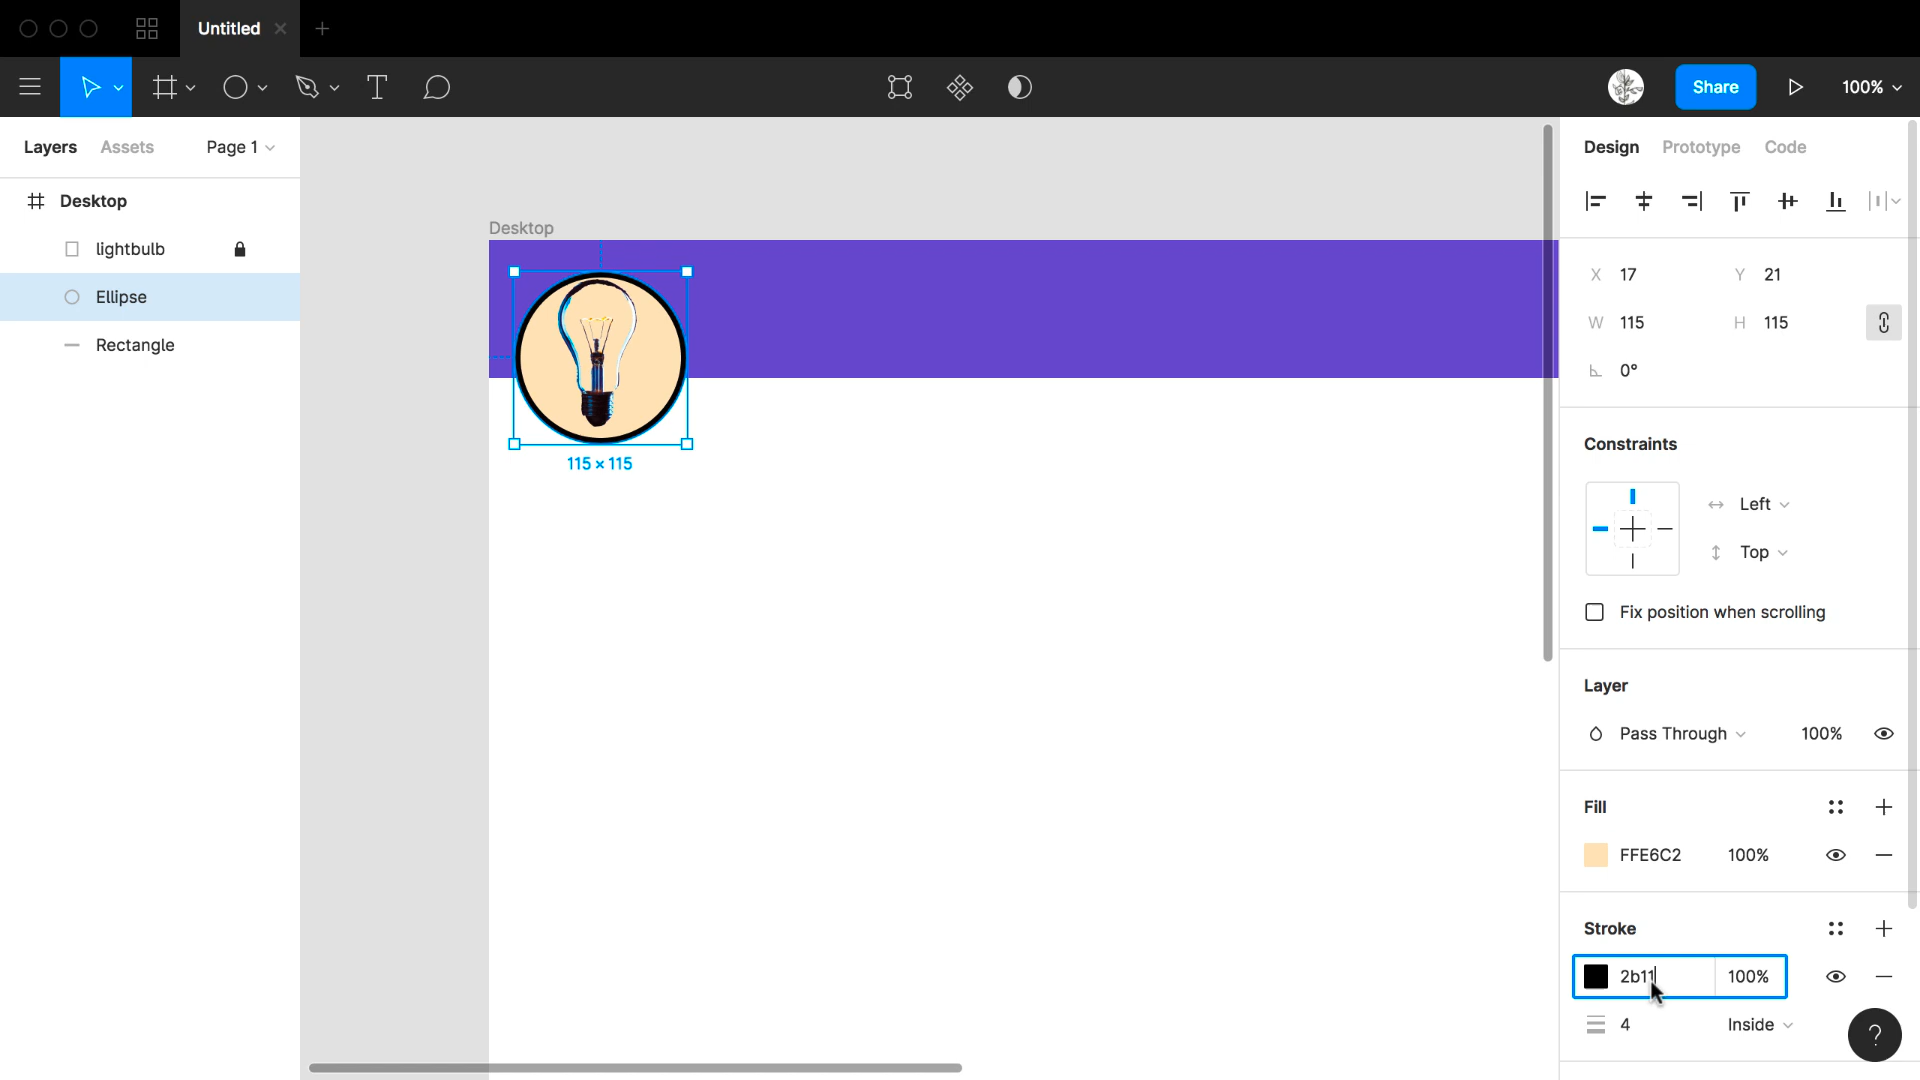 Untitled
Share
100%
Layers
Assets
Page 1
Design
Prototype
Code
Desktop
lightbulb
Ellipse
Rectangle
Desktop
115 × 115
X 17
Y 21
W 115
H 115
0°
Constraints
Left
Top
Fix position when scrolling
Layer
Pass Through
100%
Fill
FFE6C2
100%
Stroke
2b11
100%
4
Inside
?